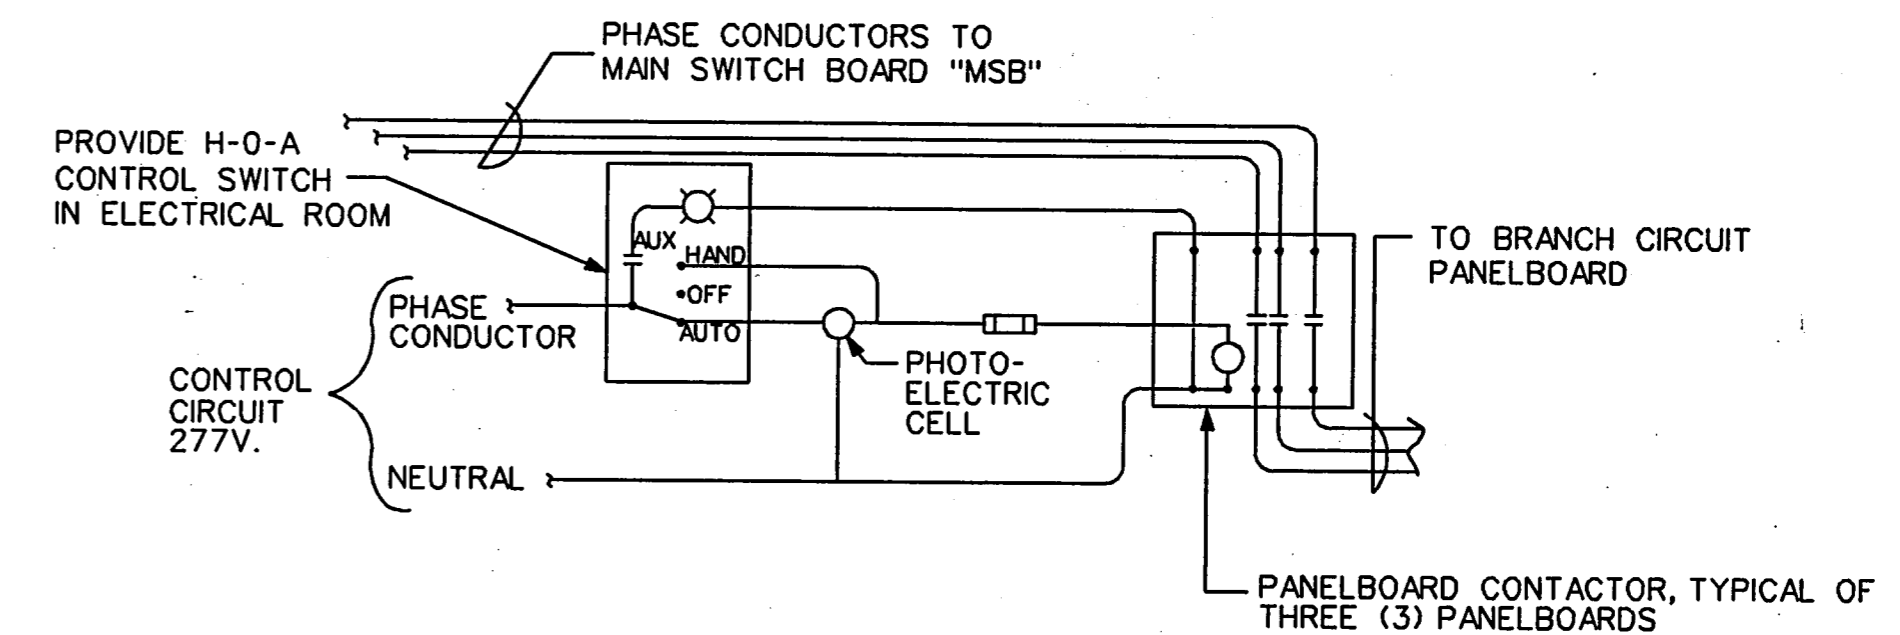 PHASE CONDUCTORS TO
MAIN SWITCH BOARD "MSB"
PROVIDE H-O-A
CONTROL SWITCH
IN ELECTRICAL ROOM
AUX
HAND
OFF
AUTO
PHASE
CONDUCTOR
CONTROL
CIRCUIT
277V.
NEUTRAL
PHOTO-
ELECTRIC
CELL
TO BRANCH CIRCUIT
PANELBOARD
PANELBOARD CONTACTOR, TYPICAL OF
THREE (3) PANELBOARDS